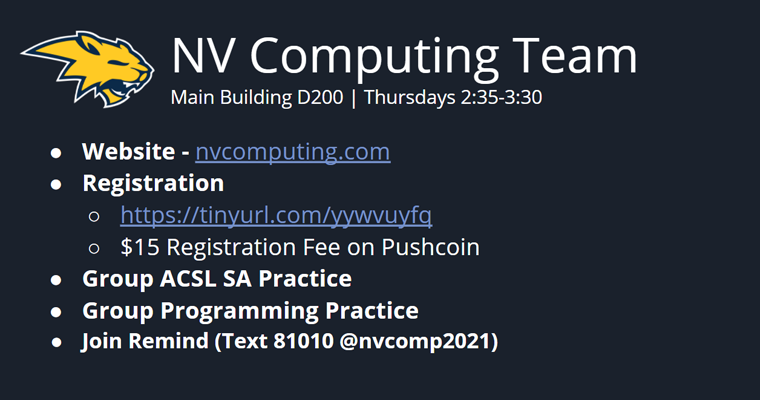 NV Computing Team
Main Building D200 | Thursdays 2:35-3:30
● Website - nvcomputing.com
● Registration
○ https://tinyurl.com/yywvuyfq
○ $15 Registration Fee on Pushcoin
● Group ACSL SA Practice
● Group Programming Practice
● Join Remind (Text 81010 @nvcomp2021)